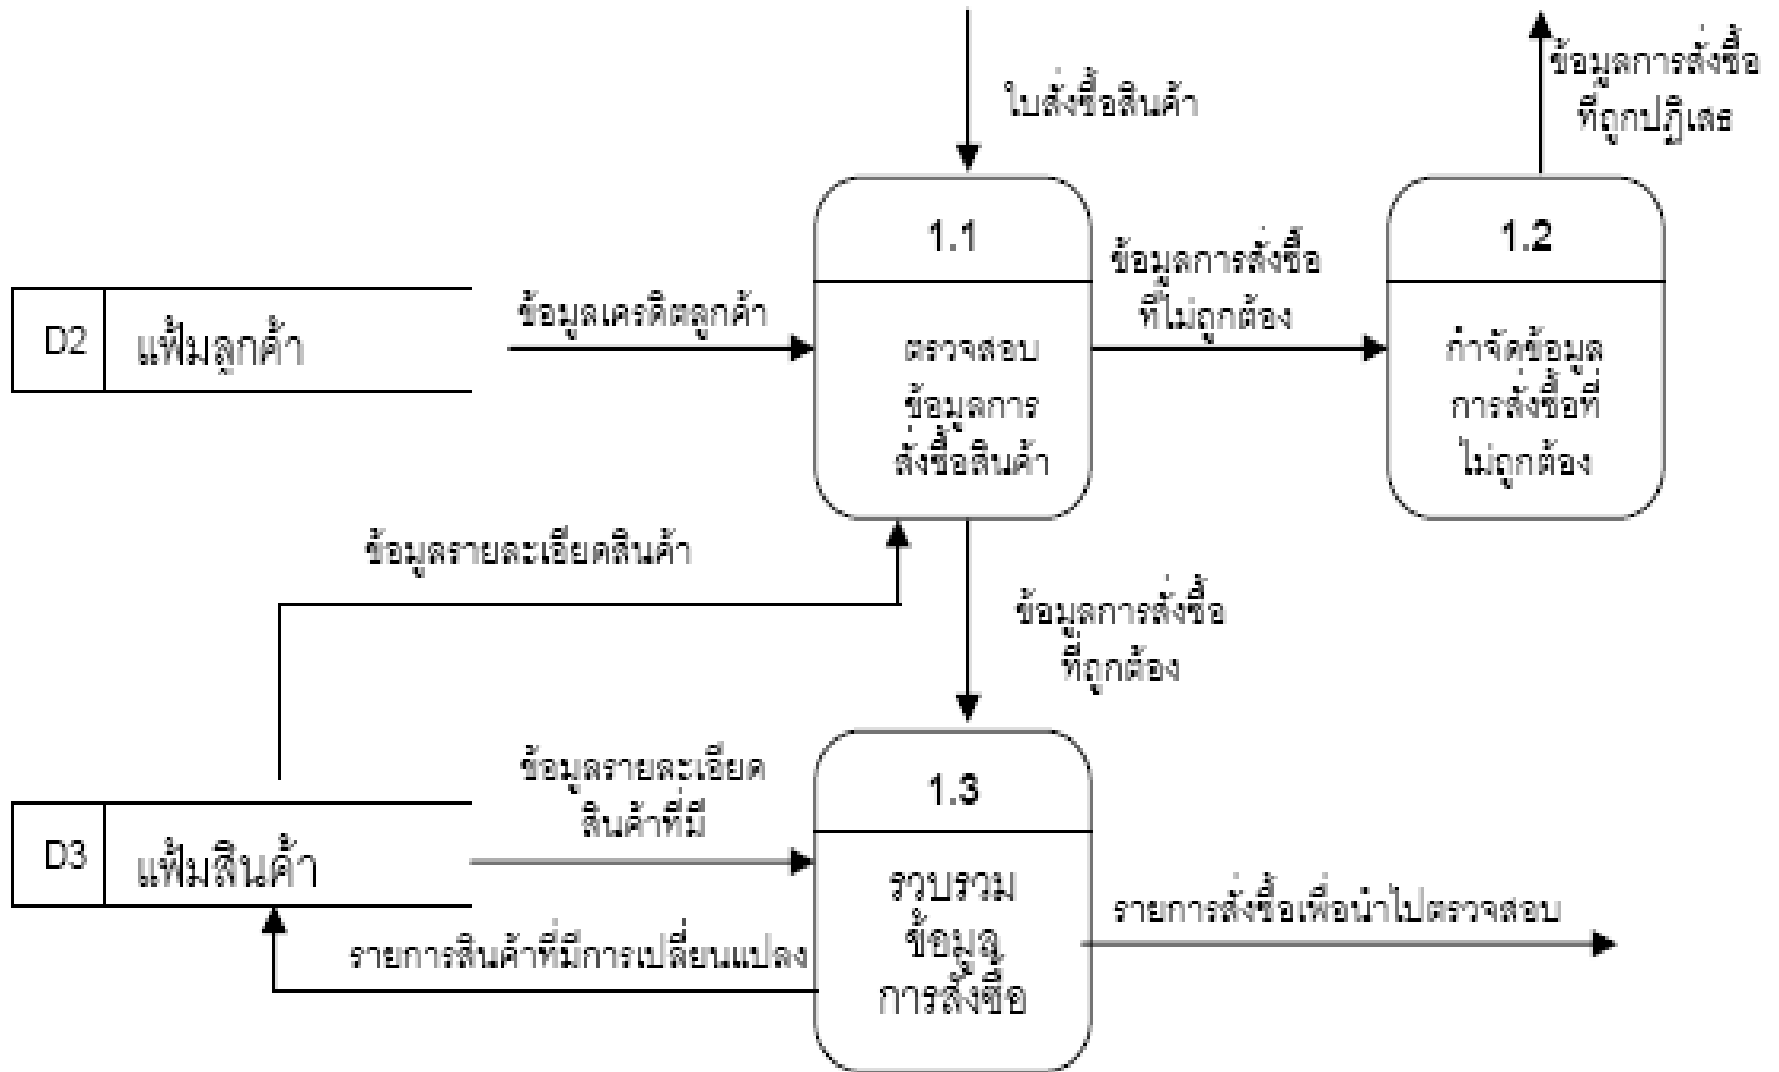 ใบสั่งซื้อสินค้า
ข้อมูลการสั่งซื้อ
ที่ถูกปฏิเสธ
1.1
ตรวจสอบ
ข้อมูลการ
สั่งซื้อสินค้า
ข้อมูลการสั่งซื้อ
ที่ไม่ถูกต้อง
1.2
กำจัดข้อมูล
การสั่งซื้อที่
ไม่ถูกต้อง
D2
แฟ้มลูกค้า
ข้อมูลเครดิตลูกค้า
ข้อมูลรายละเอียดสินค้า
ข้อมูลการสั่งซื้อ
ที่ถูกต้อง
D3
แฟ้มสินค้า
ข้อมูลรายละเอียด
สินค้าที่มี
รายการสินค้าที่มีการเปลี่ยนแปลง
1.3
รวบรวม
ข้อมูล
การสั่งซื้อ
รายการสั่งซื้อเพื่อนำไปตรวจสอบ